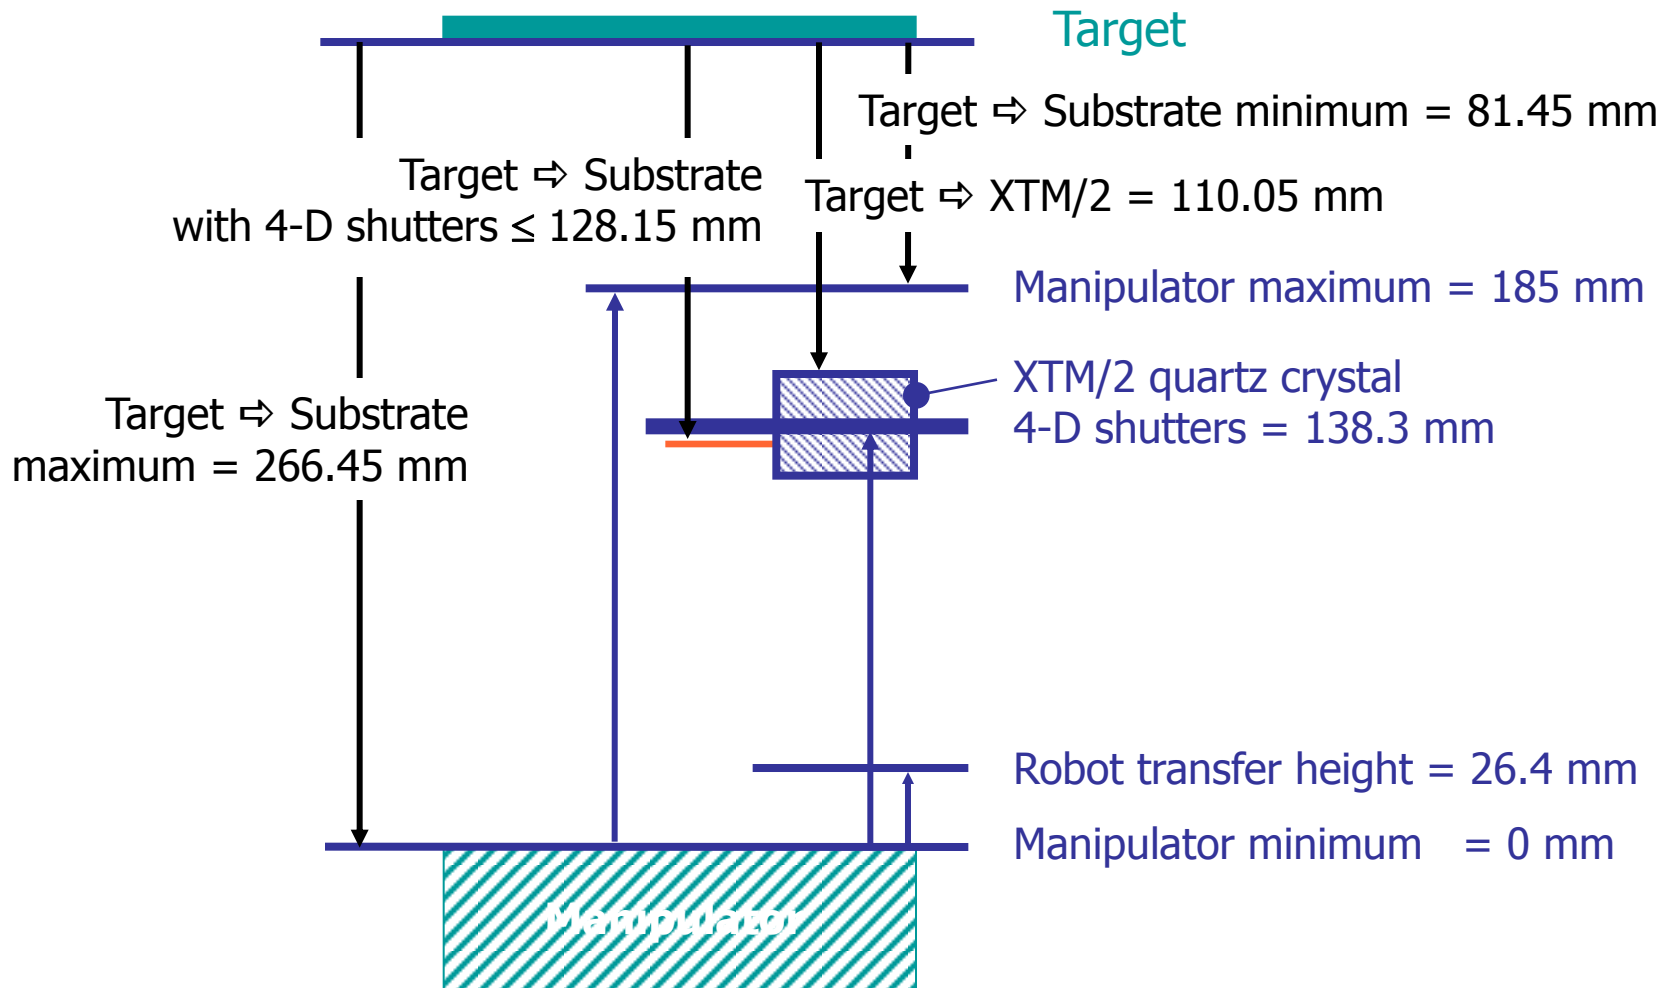 Target
Target ⇨ Substrate minimum = 81.45 mm
Target ⇨ Substrate
with 4-D shutters ≤ 128.15 mm
Target ⇨ XTM/2 = 110.05 mm
Manipulator maximum = 185 mm
XTM/2 quartz crystal
4-D shutters = 138.3 mm
Target ⇨ Substrate
maximum = 266.45 mm
Robot transfer height = 26.4 mm
Manipulator minimum = 0 mm
Manipulator